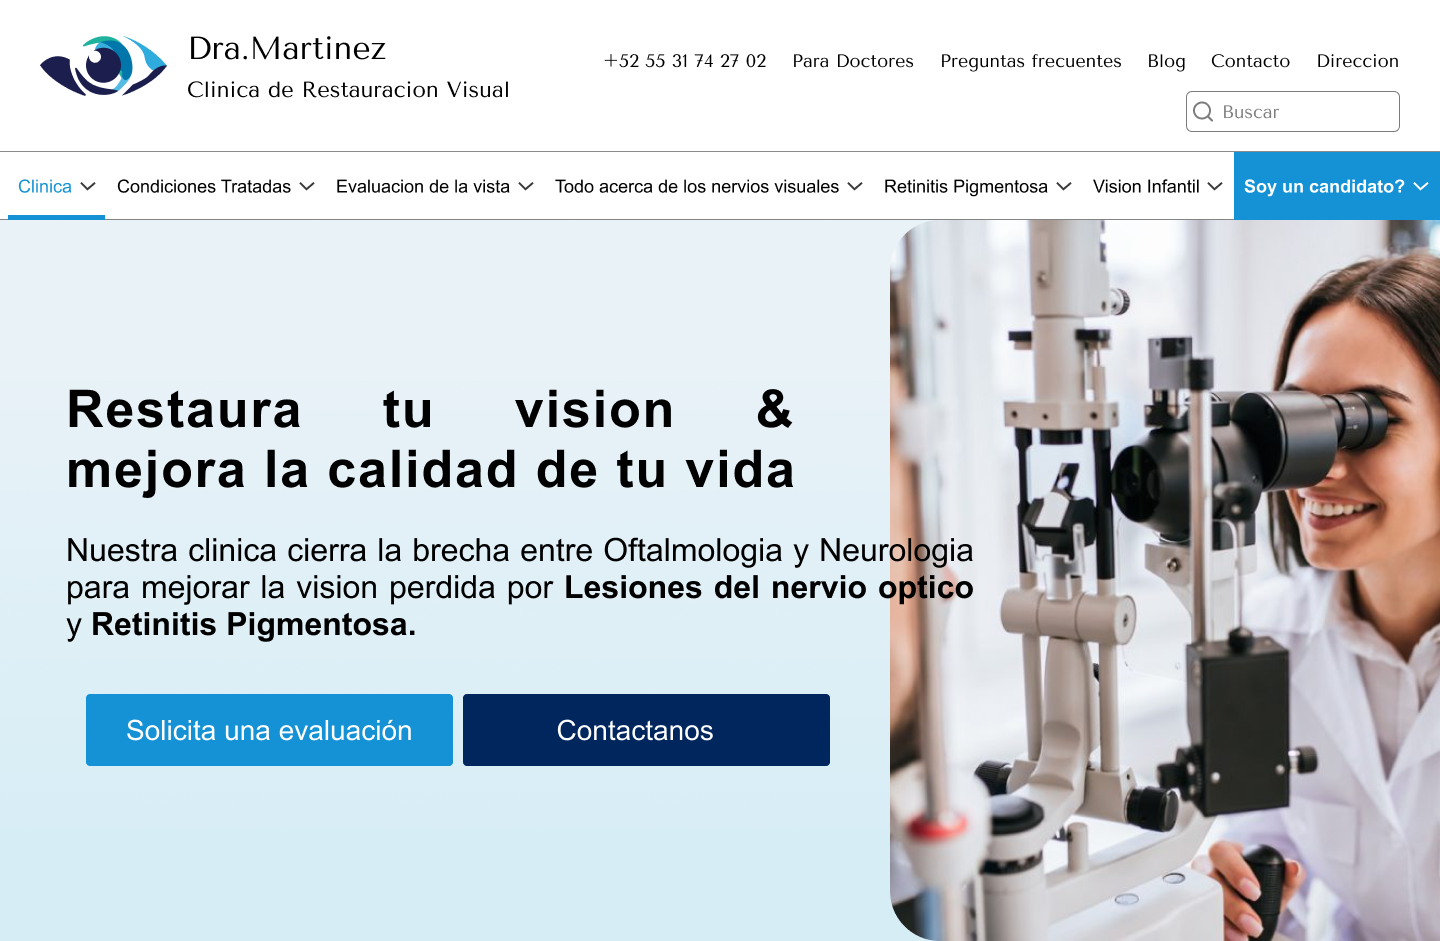 Dra.Martinez
Clinica de Restauracion Visual
+52 55 31 74 27 02 Para Doctores Preguntas frecuentes Blog Contacto Direccion
Buscar
Clinica Condiciones Tratadas Evaluacion de la vista Todo acerca de los nervios visuales Retinitis Pigmentosa Vision Infantil Soy un candidato?
Restaura tu vision &
mejora la calidad de tu vida
Nuestra clinica cierra la brecha entre Oftalmologia y Neurologia
para mejorar la vision perdida por Lesiones del nervio optico
y Retinitis Pigmentosa.
Solicita una evaluación Contactanos